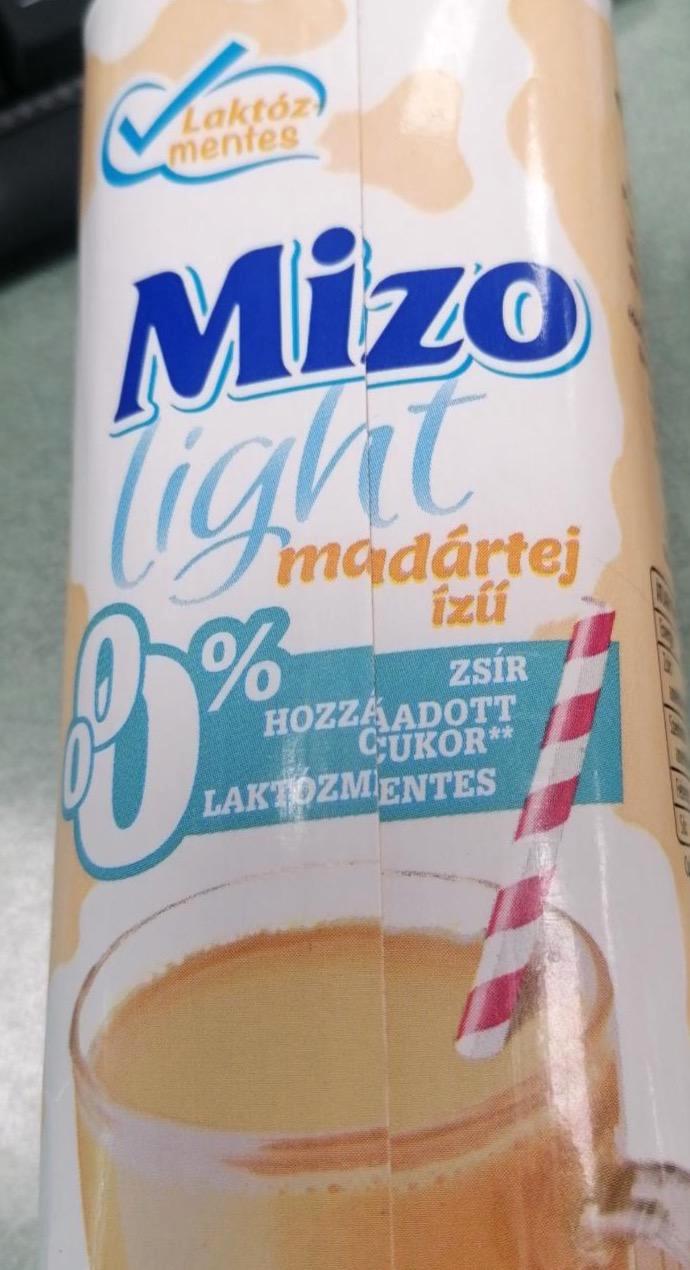 Laktóz-
mentes
Mizo
light
madártej
ízű
0%
ZSÍR
HOZZÁADOTT
CUKOR**
LAKTÓZMENTES